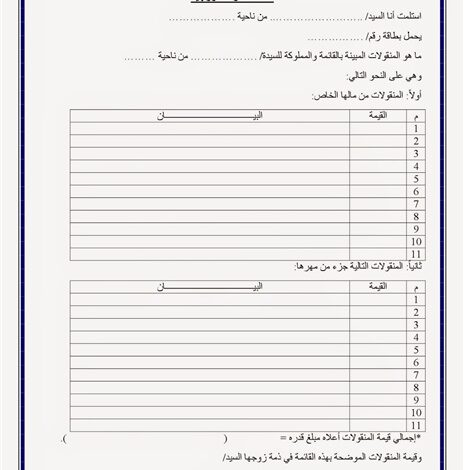 استلمت أنا السيد/ ............................. من ناحية ....................
يحمل بطاقة رقم/ ................
ما هو المنقولات المبينة بالقائمة والمملوكة للسيدة/ .................... من ناحية .........
وهي على النحو التالي:
أولاً: المنقولات من مالها الخاص:
م القيمة البيـــــــــــــان
1
2
3
4
5
6
7
8
9
10
11
ثانياً: المنقولات التالية جزء من مهرها:
م القيمة البيـــــــــــــان
1
2
3
4
5
6
7
8
9
10
11
*إجمالي قيمة المنقولات أعلاه مبلغ قدره = ( ).
وقيمة المنقولات الموضحة بهذه القائمة في ذمة زوجها السيد/